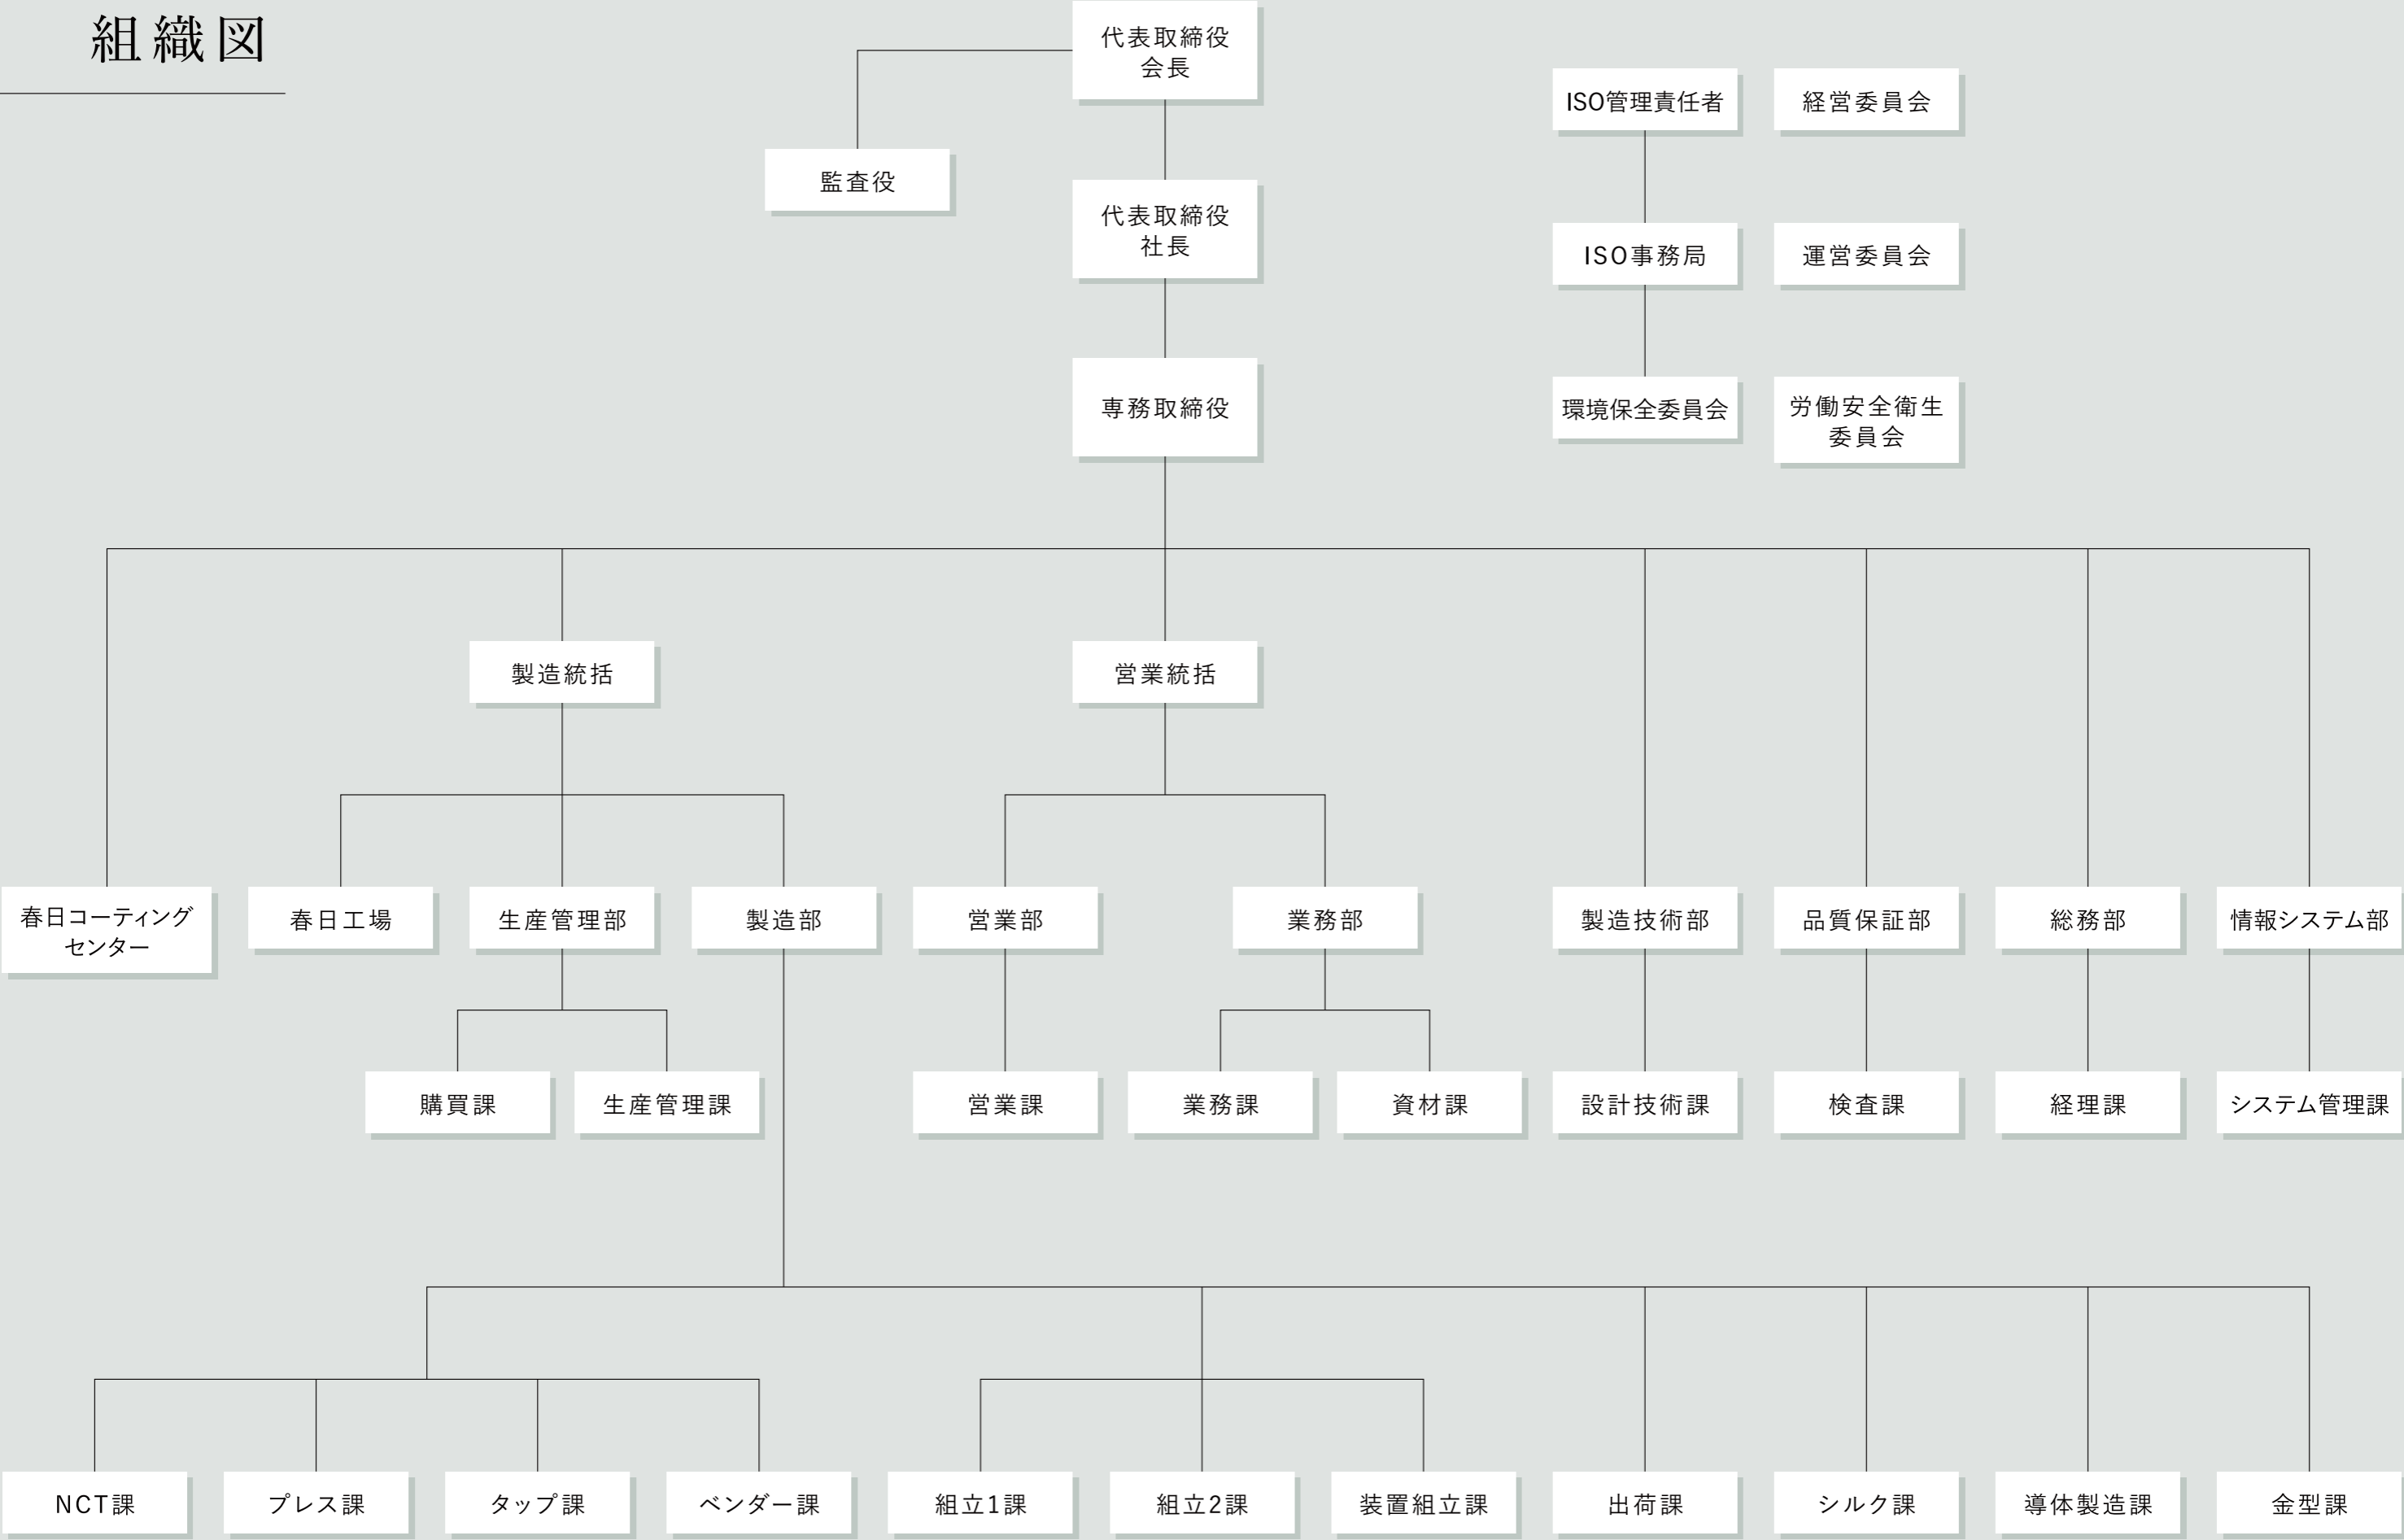 組織図
代表取締役
会長
監査役
代表取締役
社長
専務取締役
ISO管理責任者
経営委員会
ISO事務局
運営委員会
環境保全委員会
労働安全衛生
委員会
製造統括
営業統括
春日コーティング
センター
春日工場
生産管理部
製造部
営業部
業務部
製造技術部
品質保証部
総務部
情報システム部
購買課
生産管理課
営業課
業務課
資材課
設計技術課
検査課
経理課
システム管理課
NCT課
プレス課
タップ課
ベンダー課
組立1課
組立2課
装置組立課
出荷課
シルク課
導体製造課
金型課